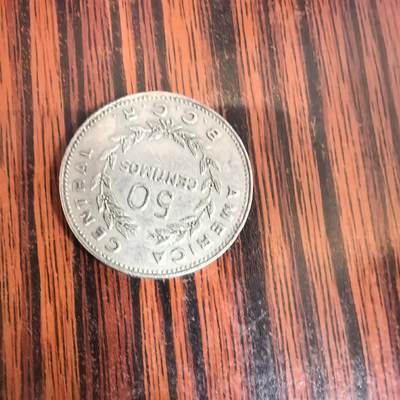 AMERICA CENTRAL
50
CENTIMOS
B.C.C.R.